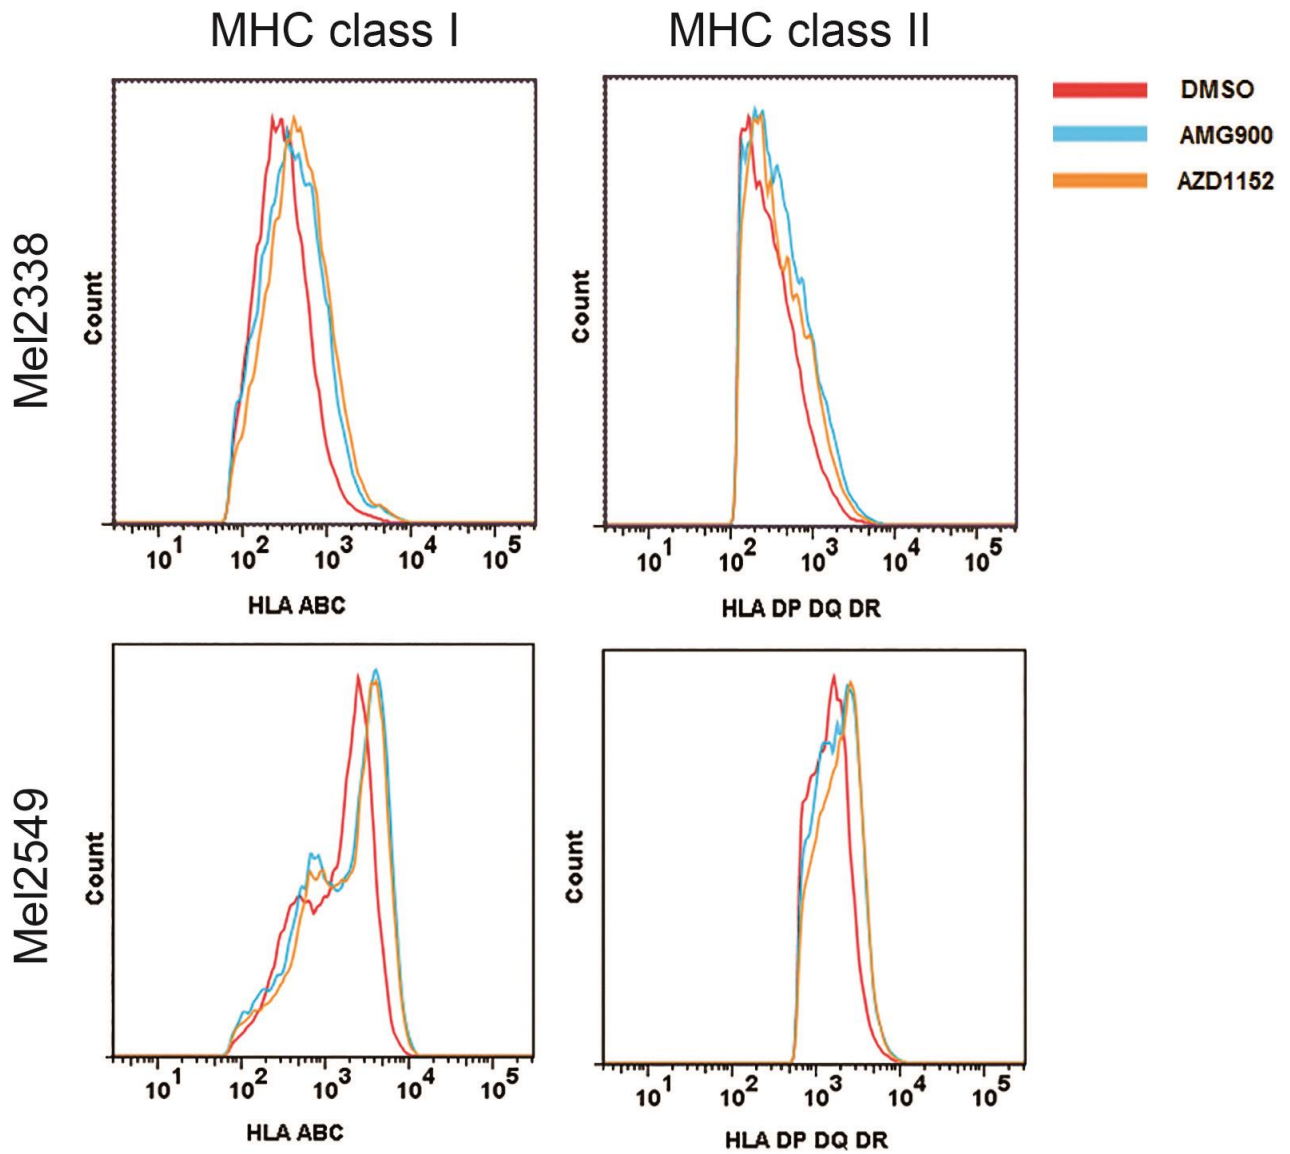 MHC class I
MHC class II
DMSO
AMG900
AZD1152
Mel2338
Count
10^1 10^2 10^3 10^4 10^5
HLA ABC
Count
10^1 10^2 10^3 10^4 10^5
HLA DP DQ DR
Mel2549
Count
10^1 10^2 10^3 10^4 10^5
HLA ABC
Count
10^1 10^2 10^3 10^4 10^5
HLA DP DQ DR